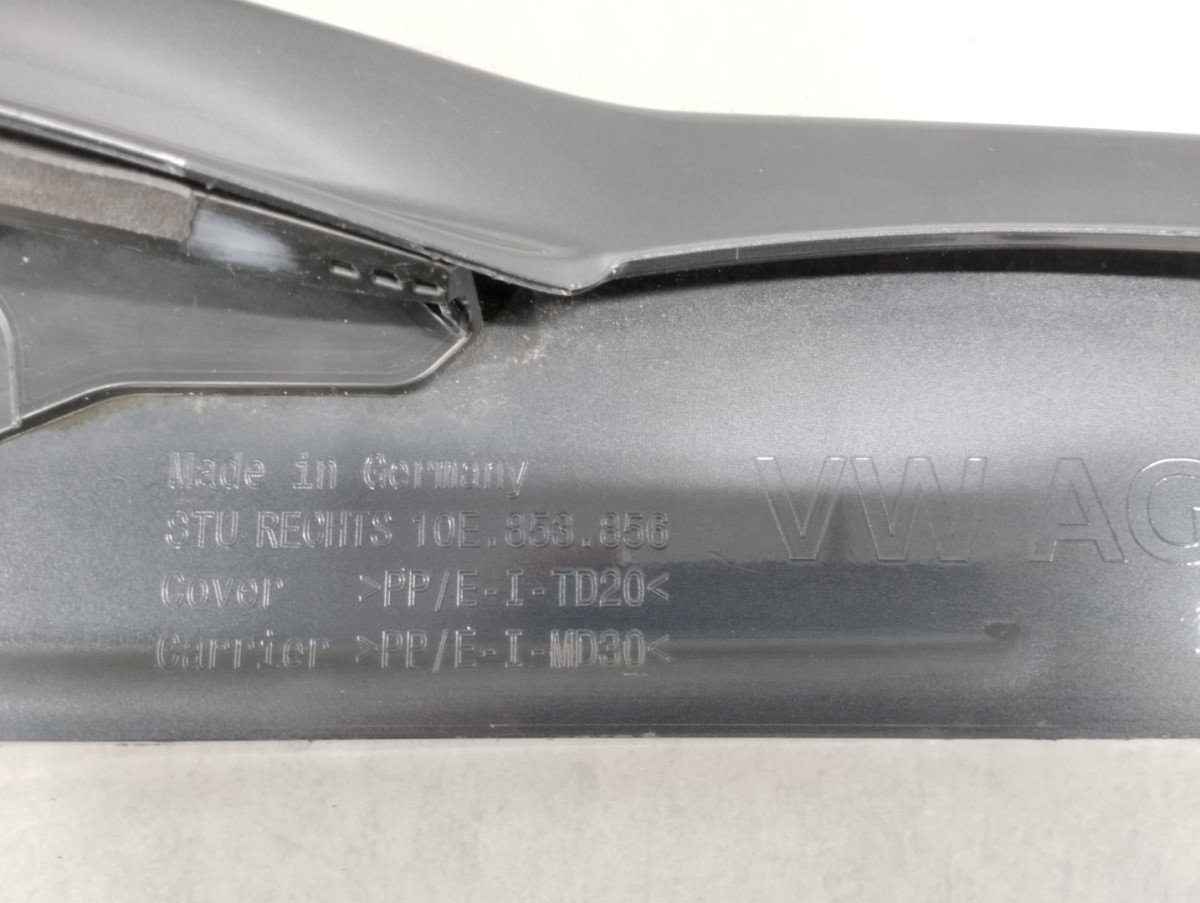 Made in Germany
STU RECHTS 10E.853.856
Cover >PP/E-I-TD20<
Carrier >PP/E-I-MD30<
VW AG